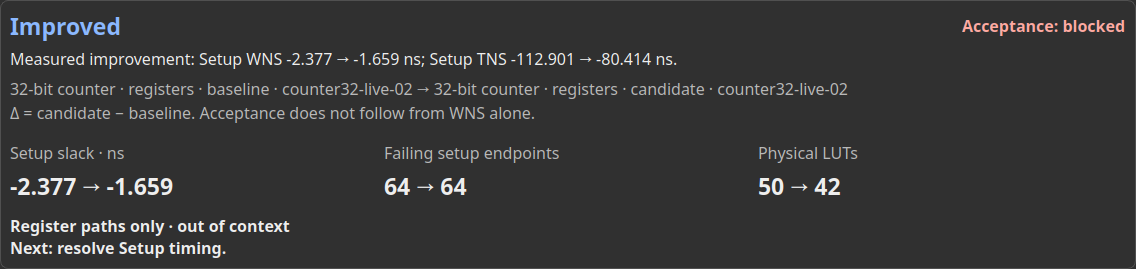 Improved
Acceptance: blocked
Measured improvement: Setup WNS -2.377 → -1.659 ns; Setup TNS -112.901 → -80.414 ns.
32-bit counter · registers · baseline · counter32-live-02 → 32-bit counter · registers · candidate · counter32-live-02
Δ = candidate − baseline. Acceptance does not follow from WNS alone.
Setup slack · ns
-2.377 → -1.659
Failing setup endpoints
64 → 64
Physical LUTs
50 → 42
Register paths only · out of context
Next: resolve Setup timing.